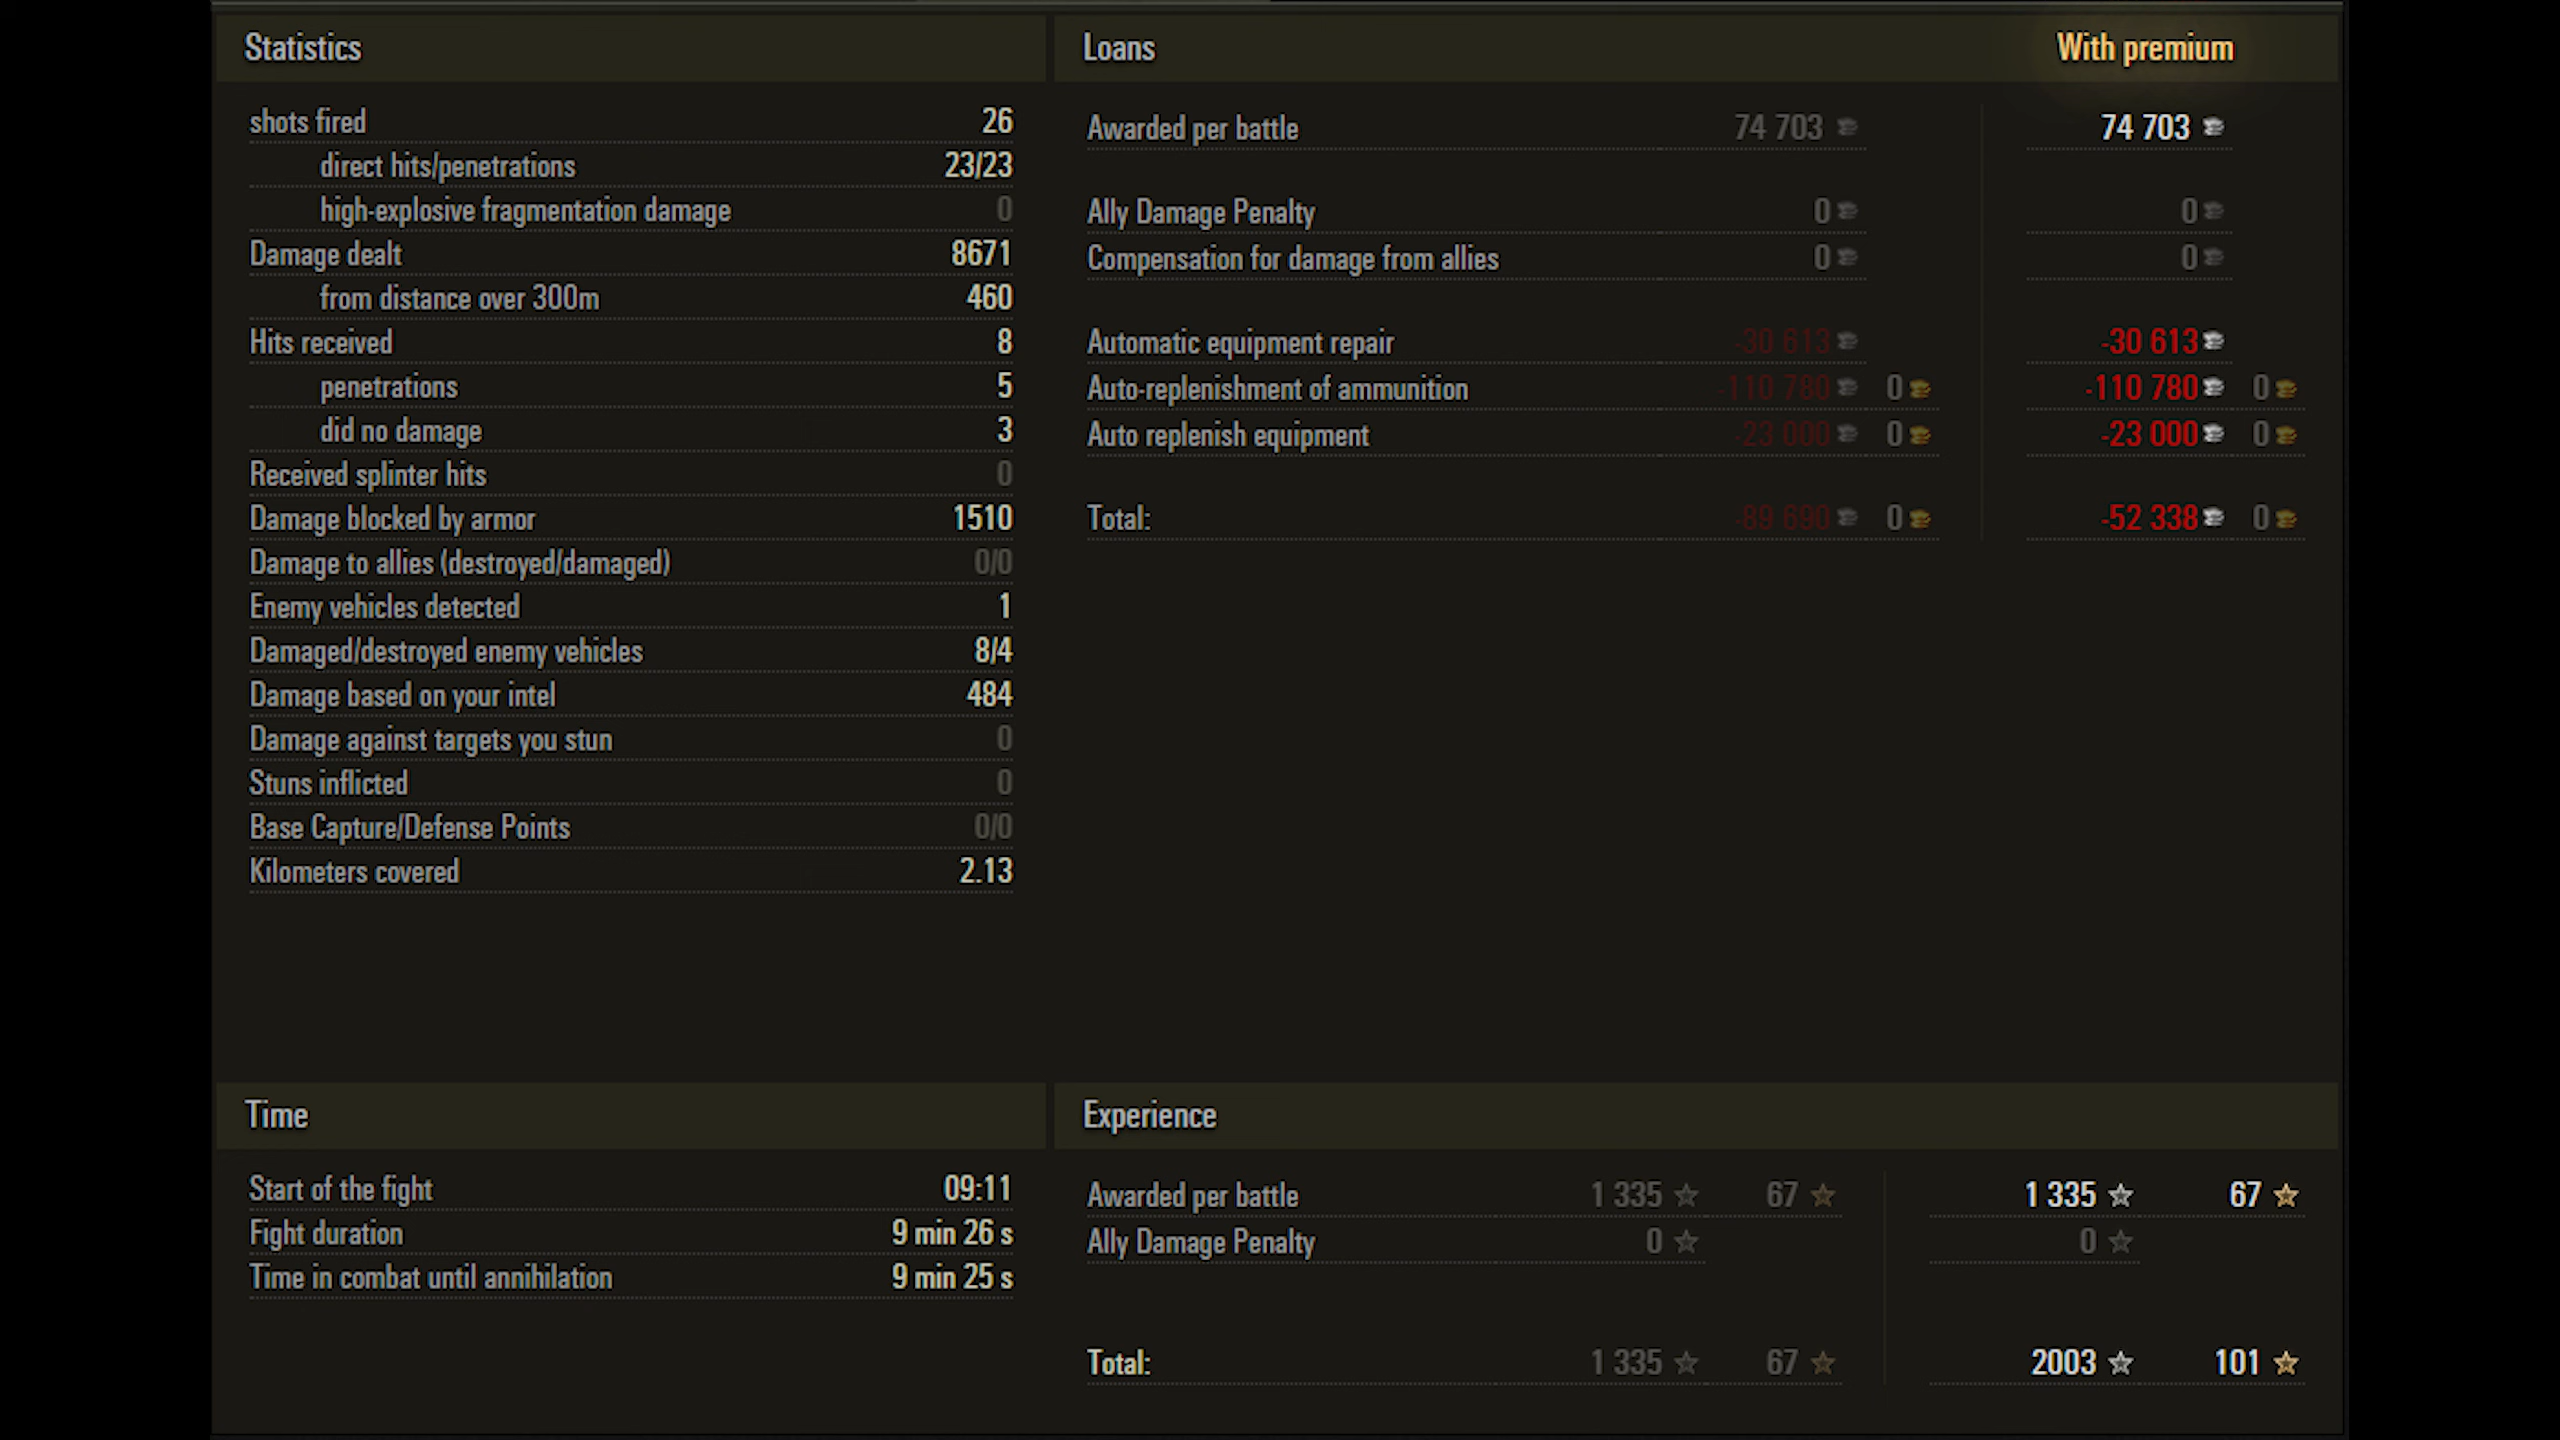 Statistics
shots fired 26
direct hits/penetrations 23/23
high-explosive fragmentation damage 0
Damage dealt 8671
from distance over 300m 460
Hits received 8
penetrations 5
did no damage 3
Received splinter hits 0
Damage blocked by armor 1510
Damage to allies (destroyed/damaged) 0/0
Enemy vehicles detected 1
Damaged/destroyed enemy vehicles 8/4
Damage based on your intel 484
Damage against targets you stun 0
Stuns inflicted 0
Base Capture/Defense Points 0/0
Kilometers covered 2.13
Loans With premium
Awarded per battle 74 703 74 703
Ally Damage Penalty 0 0
Compensation for damage from allies 0 0
Automatic equipment repair -30 613 -30 613
Auto-replenishment of ammunition -110 780 0 -110 780 0
Auto replenish equipment -23 000 0 -23 000 0
Total: -89 690 0 -52 338 0
Time
Start of the fight 09:11
Fight duration 9 min 26 s
Time in combat until annihilation 9 min 25 s
Experience
Awarded per battle 1 335 67 1 335 67
Ally Damage Penalty 0 0
Total: 1 335 67 2003 101